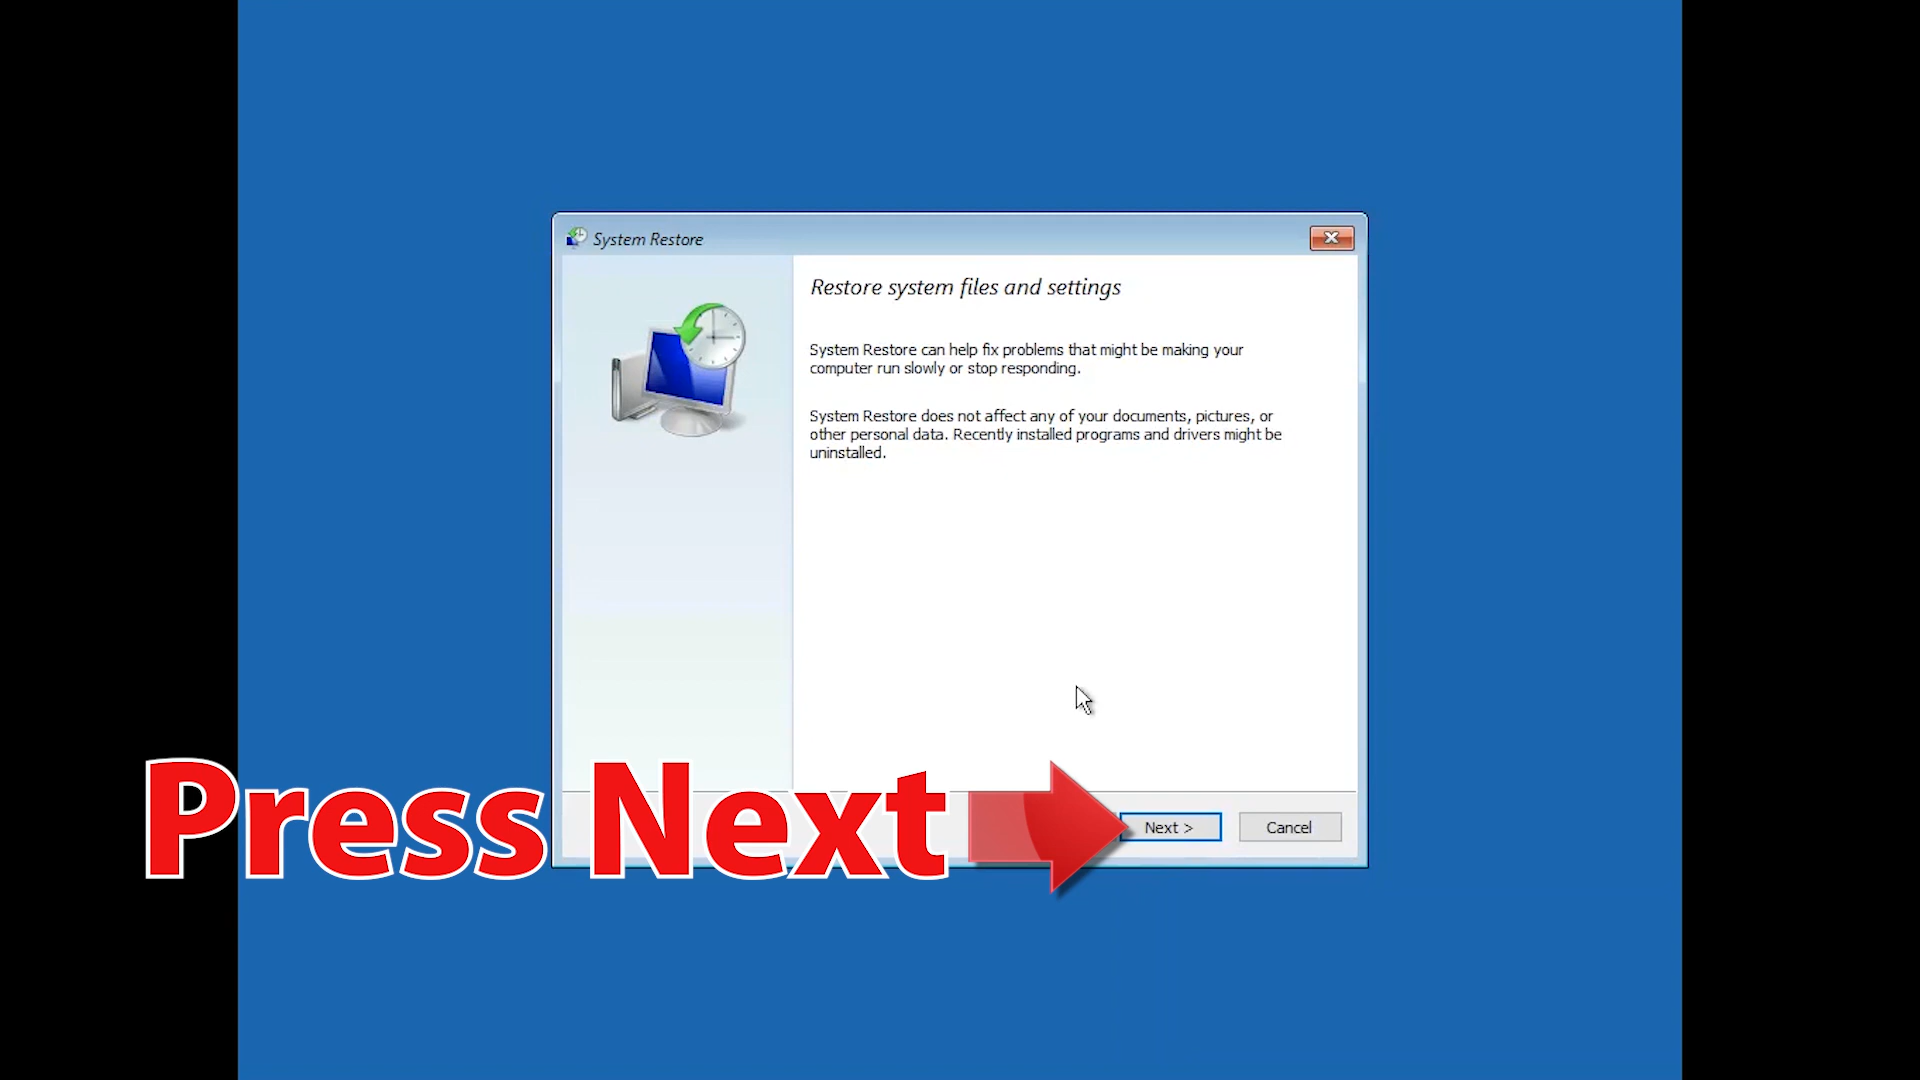 System Restore
Restore system files and settings
System Restore can help fix problems that might be making your
computer run slowly or stop responding.
System Restore does not affect any of your documents, pictures, or
other personal data. Recently installed programs and drivers might be
uninstalled.
Press Next
Next >
Cancel